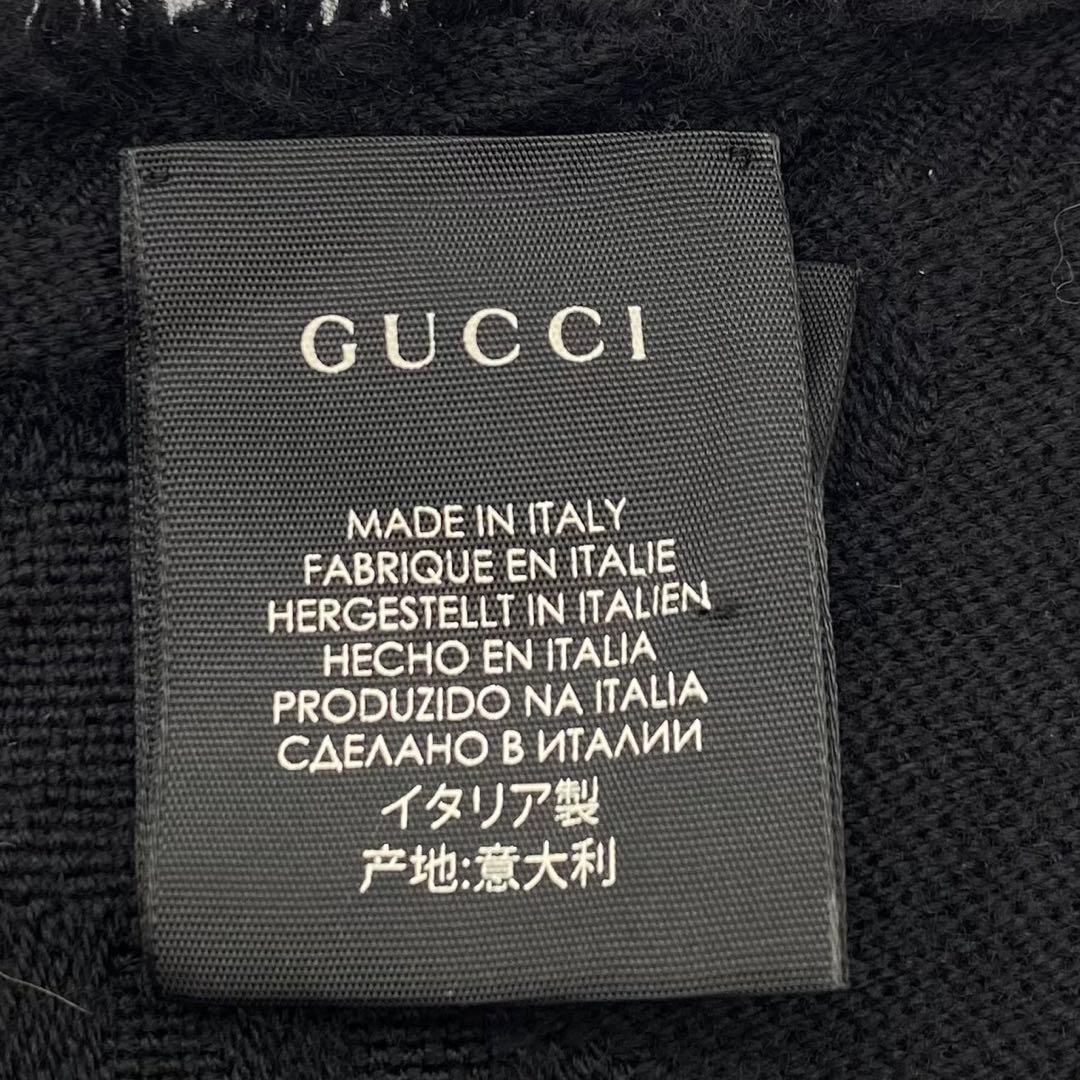 GUCCI
MADE IN ITALY
FABRIQUE EN ITALIE
HERGESTELLT IN ITALIEN
HECHO EN ITALIA
PRODUZIDO NA ITALIA
СДЕЛАНО В ИТАЛИИ
イタリア製
产地:意大利